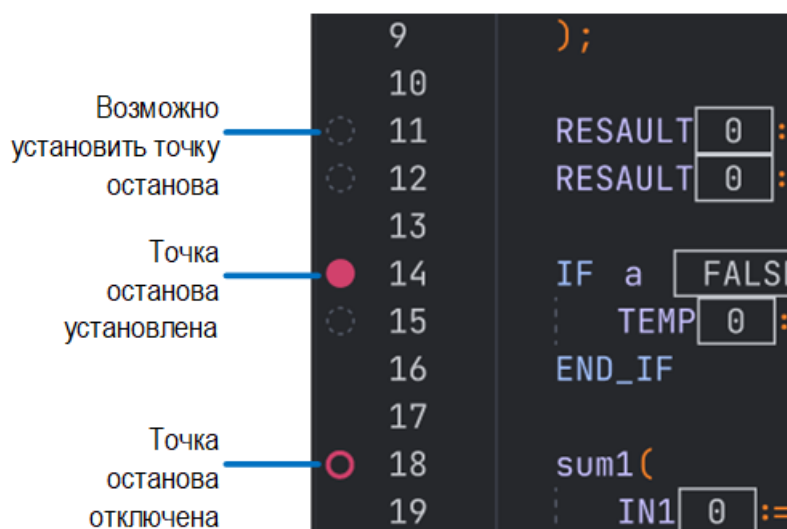 9 );
10
Возможно
установить точку
останова
11 RESAULT 0 :
12 RESAULT 0 :
13
Точка
останова
установлена
14 IF a FALSE
15 TEMP 0 :
16 END_IF
17
Точка
останова
отключена
18 sum1(
19 IN1 0 :=